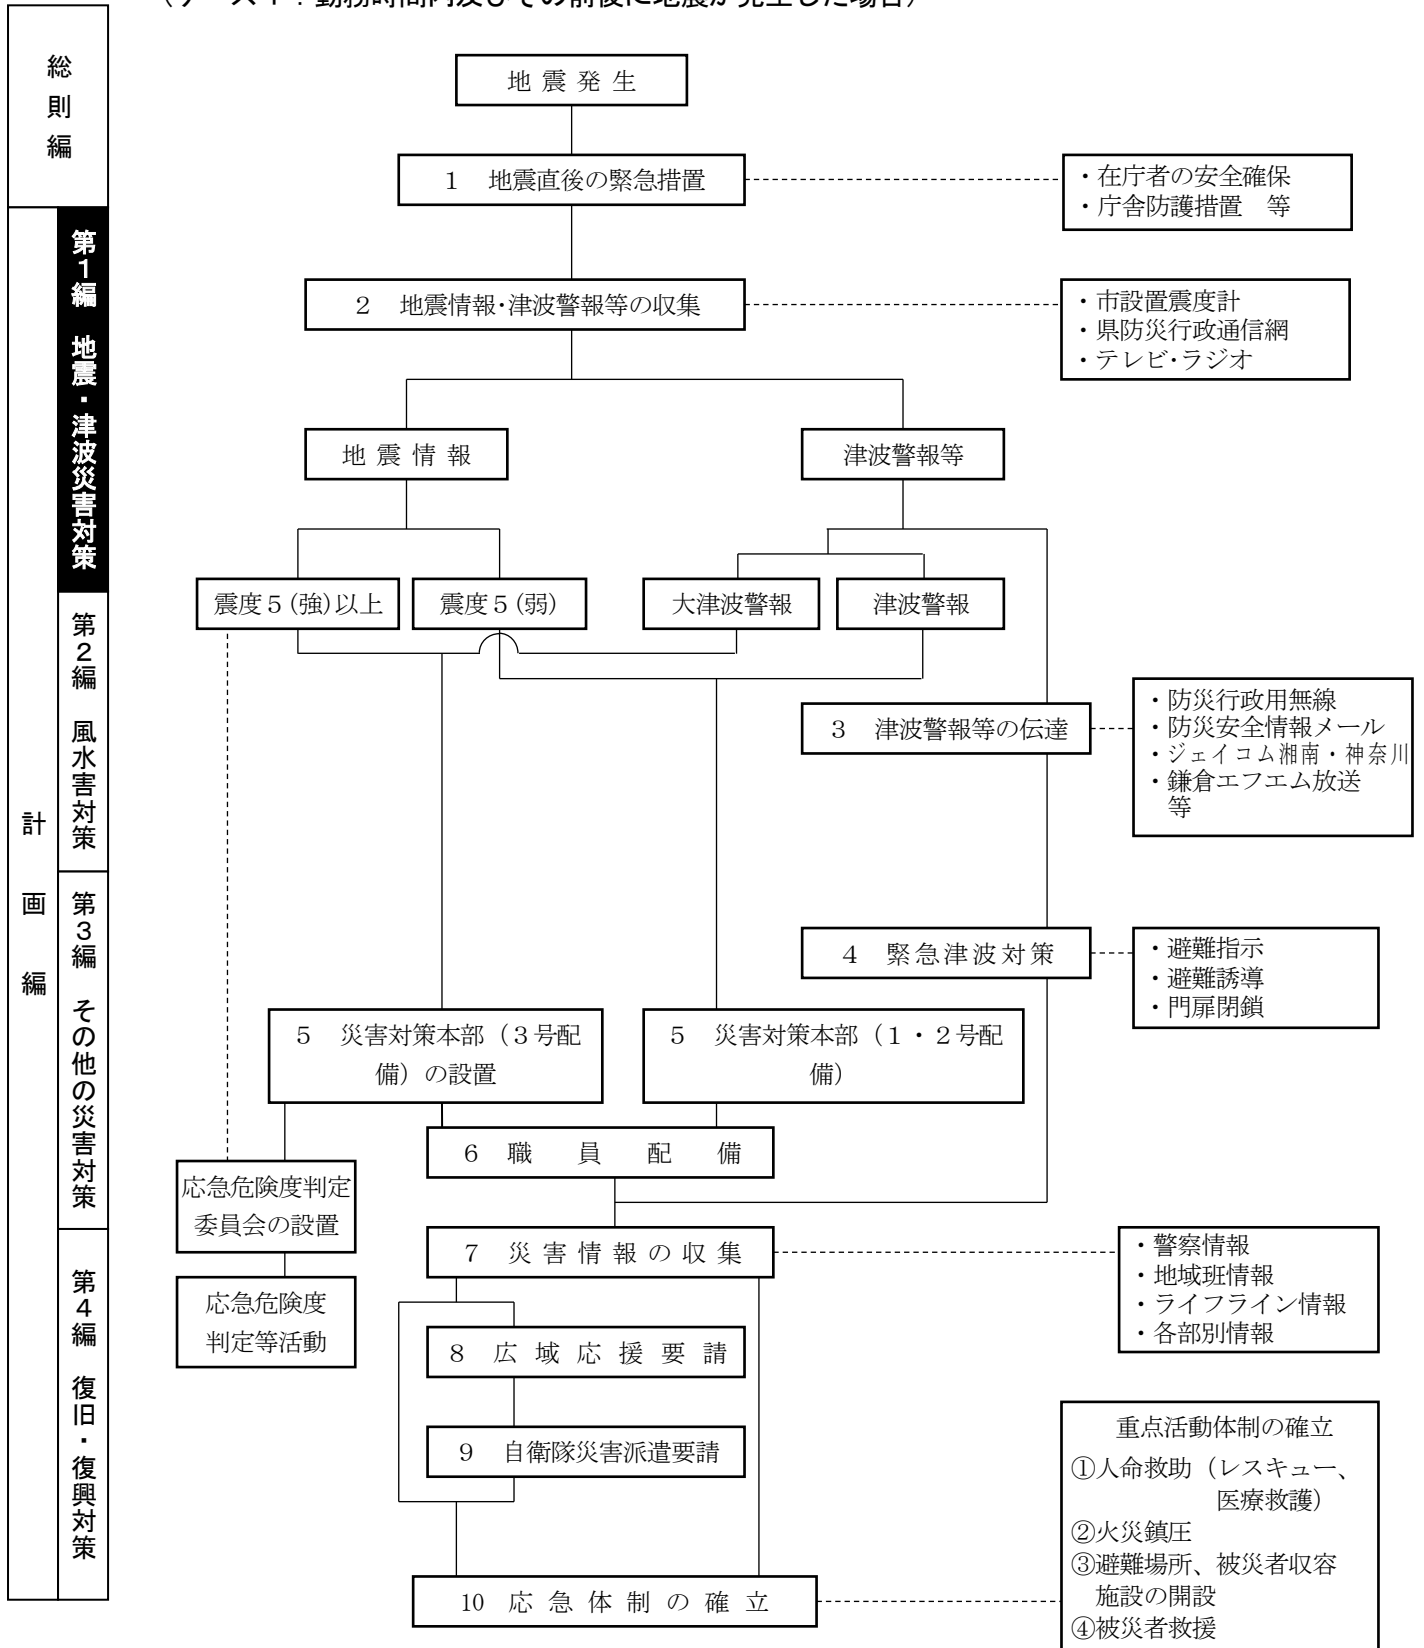 （ケース１：勤務時間内及びその前後に地震が発生した場合）
総則編
計画編
第１編　地震・津波災害対策
第２編　風水害対策
第３編　その他の災害対策
第４編　復旧・復興対策
地震発生
１　地震直後の緊急措置
・在庁者の安全確保
・庁舎防護措置　等
２　地震情報・津波警報等の収集
・市設置震度計
・県防災行政通信網
・テレビ・ラジオ
地震情報
津波警報等
震度５（強）以上
震度５（弱）
大津波警報
津波警報
３　津波警報等の伝達
・防災行政用無線
・防災安全情報メール
・ジェイコム湘南・神奈川
・鎌倉エフエム放送
等
４　緊急津波対策
・避難指示
・避難誘導
・門扉閉鎖
５　災害対策本部（３号配
備）の設置
５　災害対策本部（１・２号配
備）
６　職員配備
応急危険度判定
委員会の設置
７　災害情報の収集
・警察情報
・地域班情報
・ライフライン情報
・各部別情報
応急危険度
判定等活動
８　広域応援要請
９　自衛隊災害派遣要請
10　応急体制の確立
重点活動体制の確立
①人命救助（レスキュー、
医療救護）
②火災鎮圧
③避難場所、被災者収容
施設の開設
④被災者救援